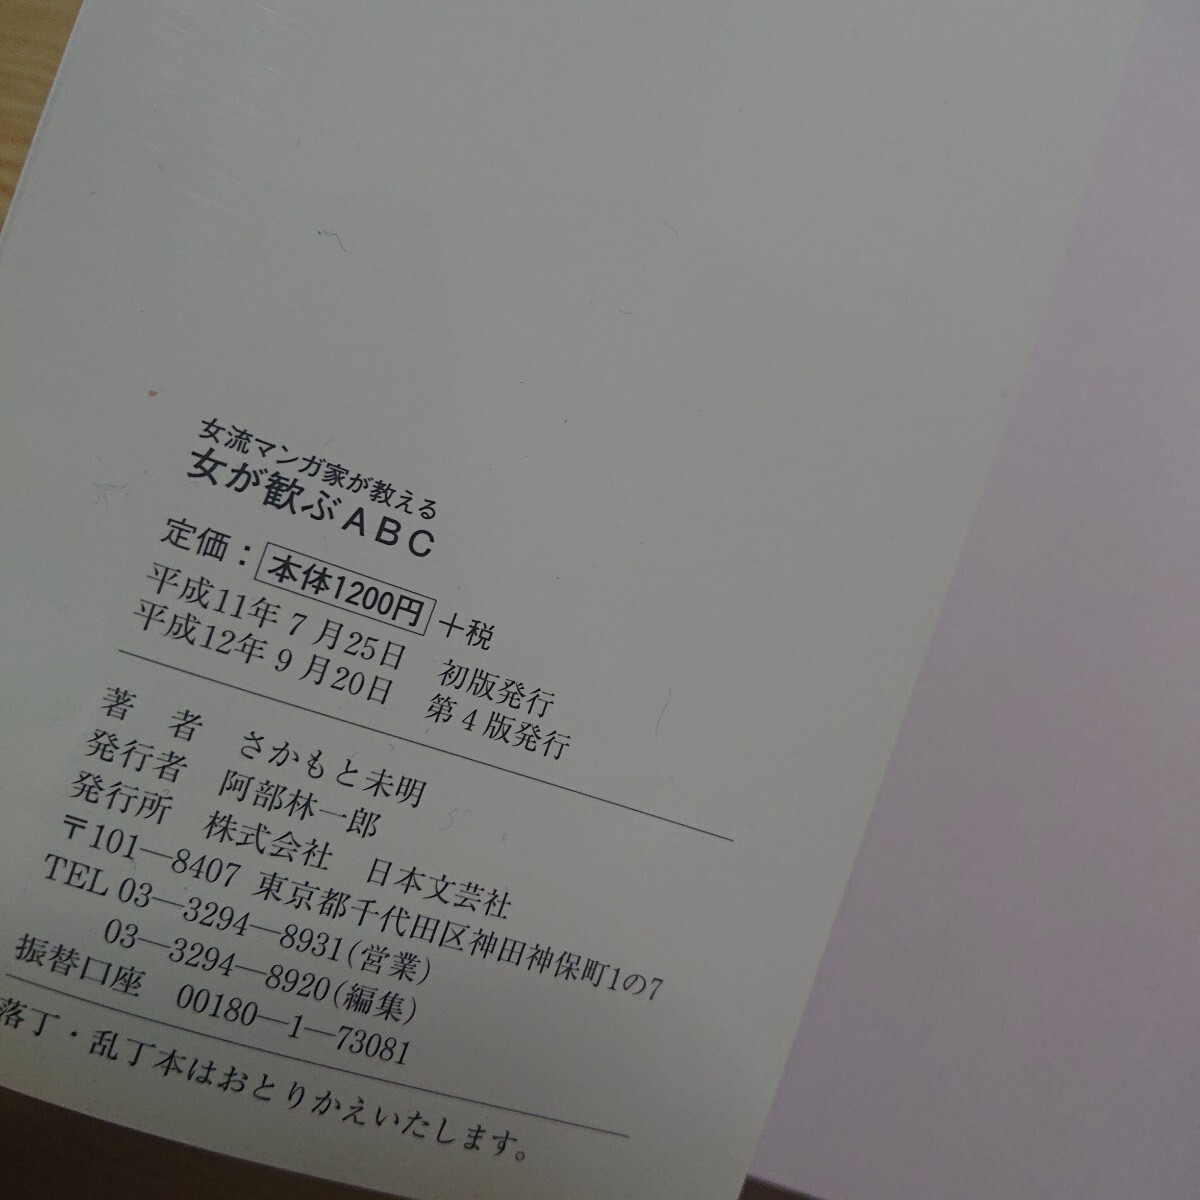 女流マンガ家が教える
女が歓ぶABC
定価：本体1200円＋税
平成11年7月25日 初版発行
平成12年9月20日 第4版発行
著 者 さかもと未明
発行者 阿部林一郎
発行所 株式会社 日本文芸社
〒101—8407 東京都千代田区神田神保町1の7
TEL 03—3294—8931(営業)
03—3294—8920(編集)
振替口座 00180—1—73081
落丁・乱丁本はおとりかえいたします。